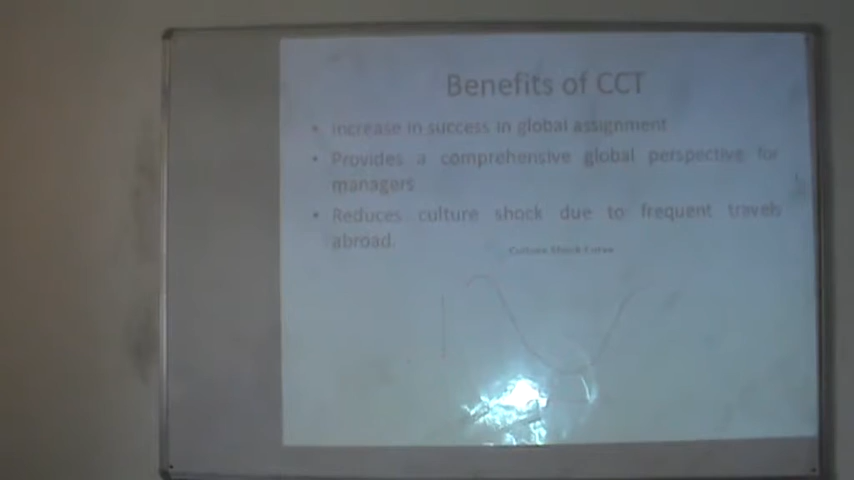 Benefits of CCT
• Increase in success in global assignment
• Provides a comprehensive global perspective for
managers
• Reduces culture shock due to frequent travels
abroad.
Culture Shock Curve